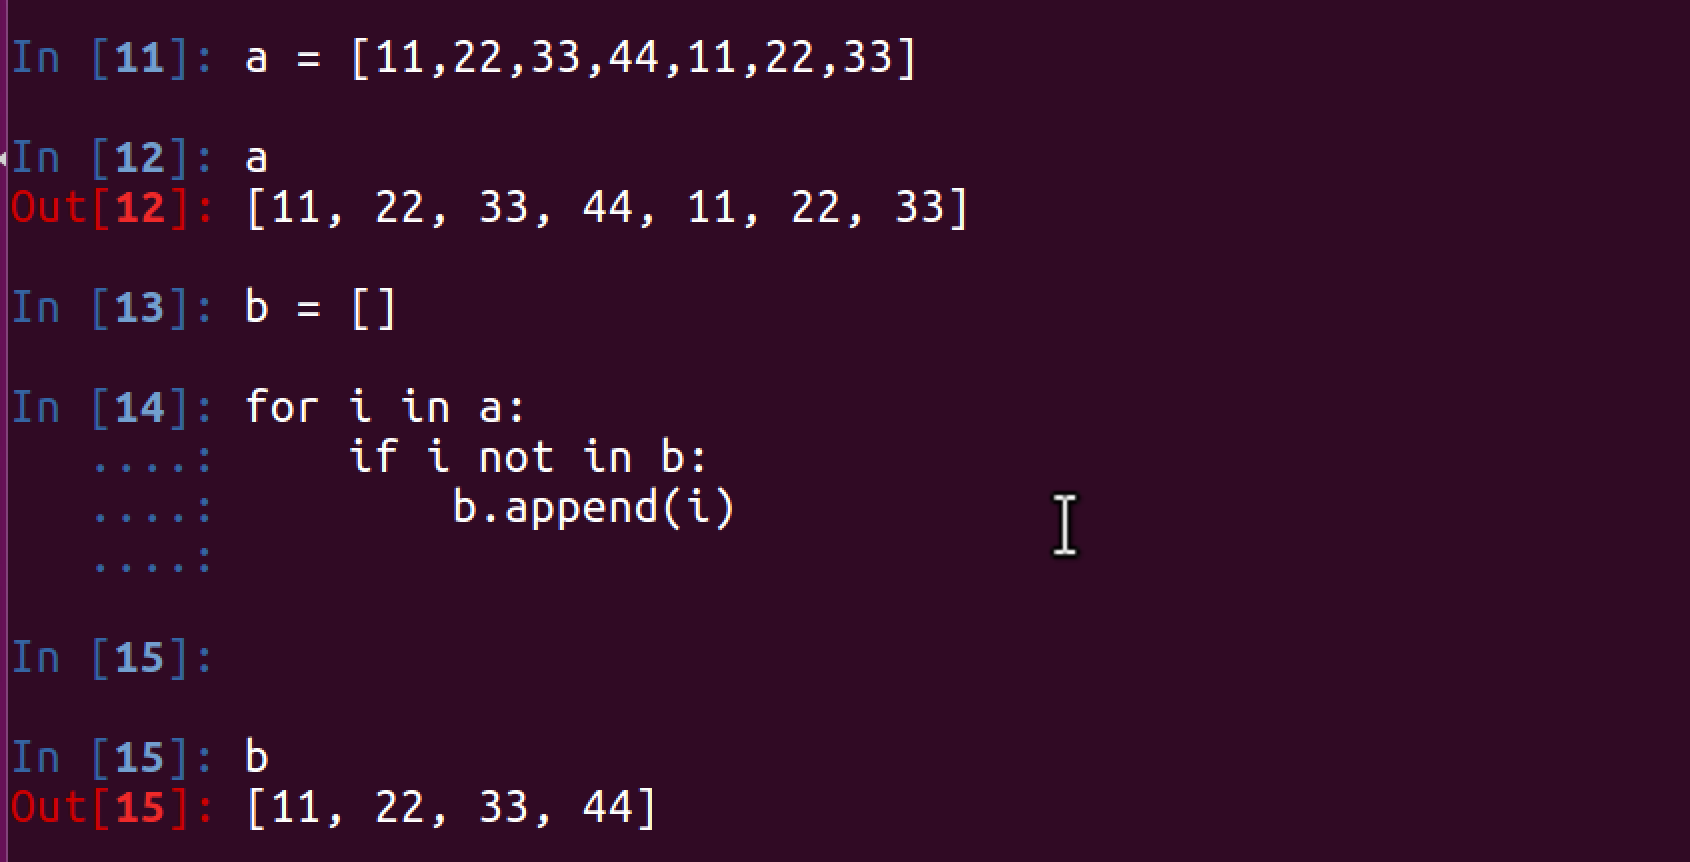 In [11]: a = [11,22,33,44,11,22,33]
In [12]: a
Out[12]: [11, 22, 33, 44, 11, 22, 33]
In [13]: b = []
In [14]: for i in a:
   ....:     if i not in b:
   ....:         b.append(i)
   ....:
In [15]:
In [15]: b
Out[15]: [11, 22, 33, 44]